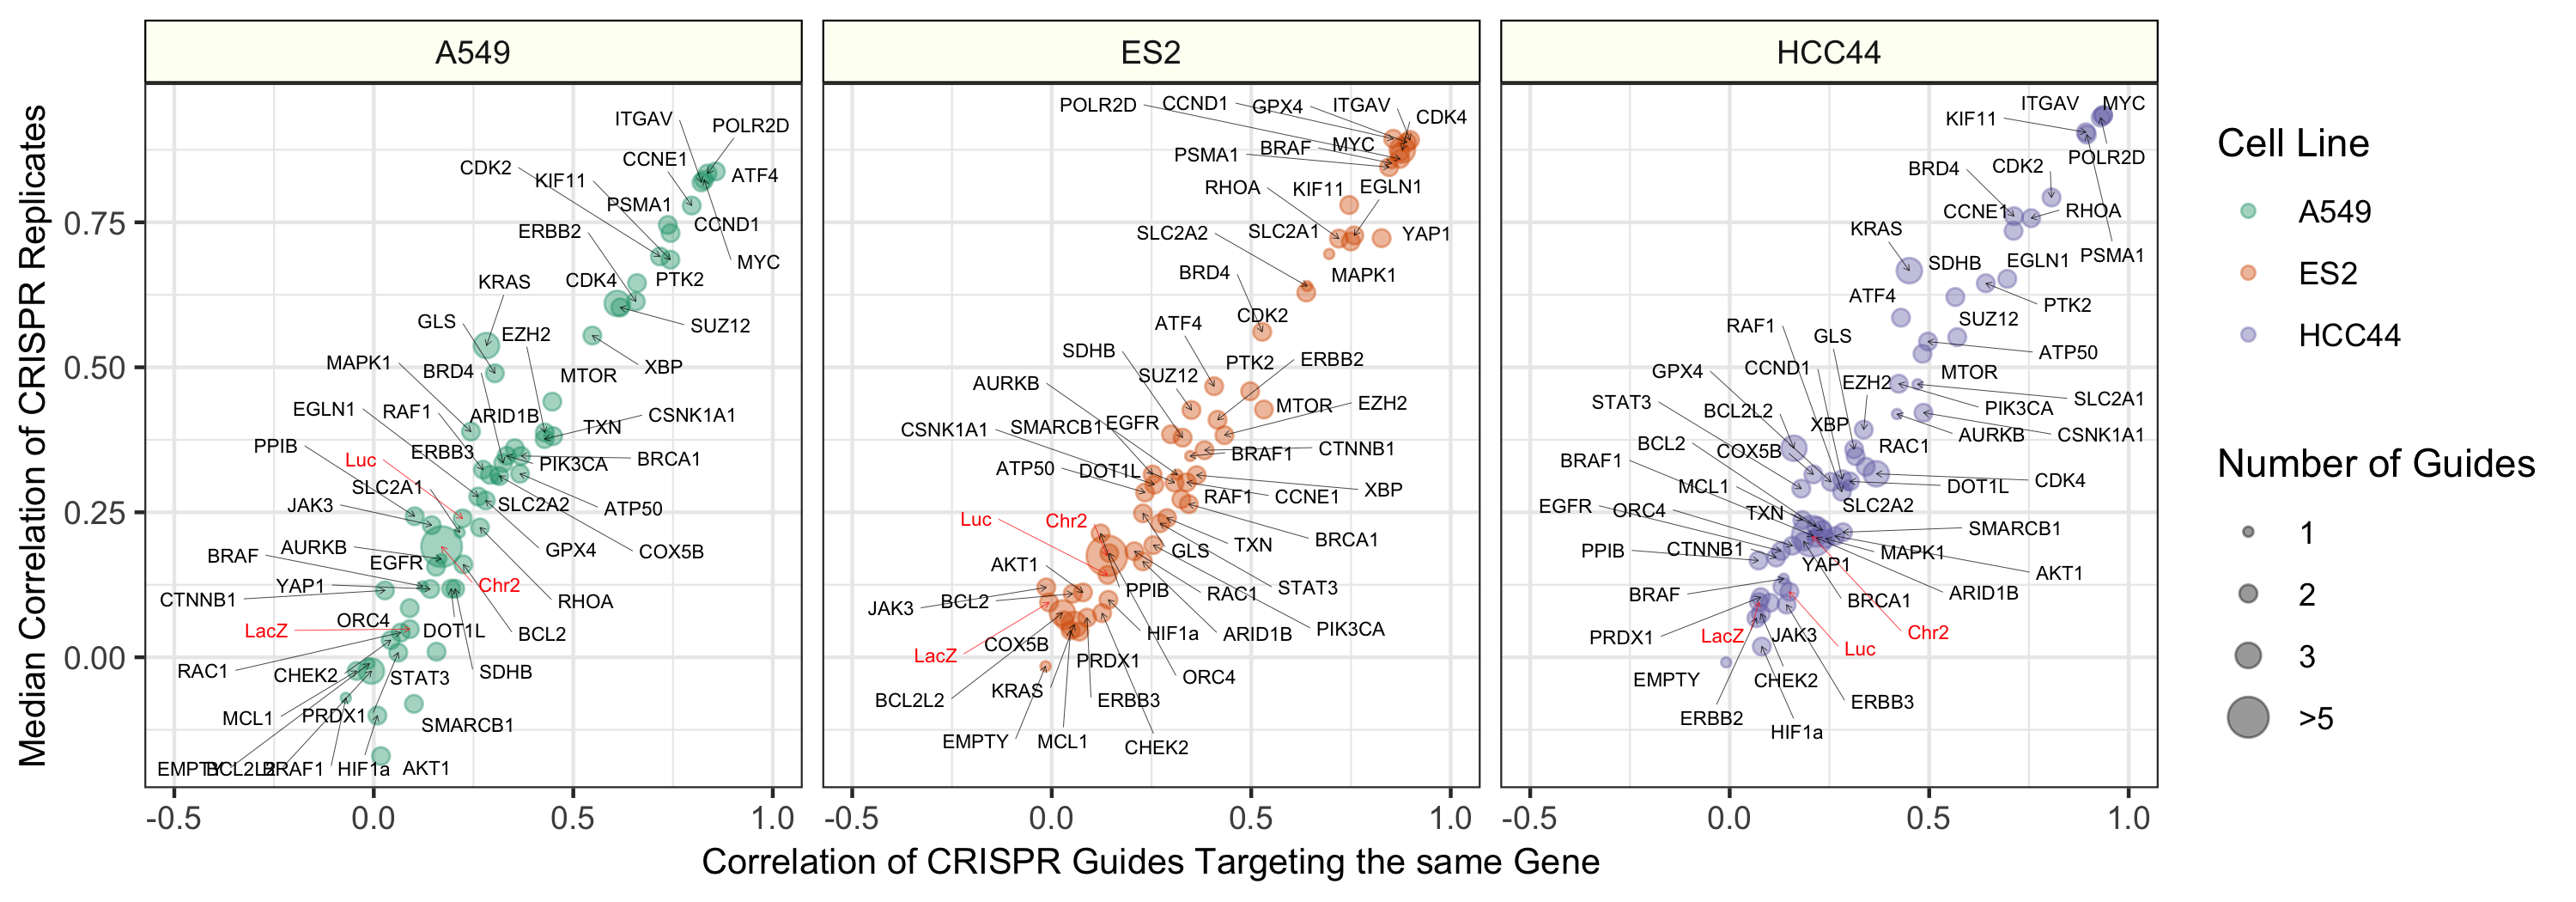 A549
ES2
HCC44
Median Correlation of CRISPR Replicates
0.75
0.50
0.25
0.00
ITGAV
POLR2D
CCNE1
CDK2
KIF11
ATF4
PSMA1
CCND1
ERBB2
MYC
CDK4
PTK2
KRAS
SUZ12
GLS
EZH2
XBP
MAPK1
BRD4
MTOR
EGLN1
RAF1
ARID1B
CSNK1A1
TXN
PPIB
ERBB3
Luc
PIK3CA
BRCA1
SLC2A1
JAK3
SLC2A2
ATP50
AURKB
GPX4
COX5B
BRAF
EGFR
YAP1
Chr2
CTNNB1
RHOA
ORC4
LacZ
DOT1L
BCL2
RAC1
CHEK2
STAT3
SDHB
MCL1
PRDX1
SMARCB1
EMPTY
BCL2L2
BRAF1
HIF1a
AKT1
-0.5
0.0
0.5
1.0
POLR2D
CCND1
GPX4
ITGAV
CDK4
PSMA1
BRAF
MYC
RHOA
KIF11
EGLN1
SLC2A2
SLC2A1
YAP1
BRD4
MAPK1
ATF4
CDK2
SDHB
PTK2
ERBB2
AURKB
SUZ12
MTOR
EZH2
CSNK1A1
SMARCB1
EGFR
BRAF1
CTNNB1
ATP50
DOT1L
RAF1
CCNE1
XBP
Luc
Chr2
BRCA1
TXN
GLS
AKT1
STAT3
JAK3
BCL2
PPIB
RAC1
PIK3CA
COX5B
HIF1a
ARID1B
LacZ
PRDX1
ORC4
BCL2L2
KRAS
ERBB3
EMPTY
MCL1
CHEK2
-0.5
0.0
0.5
1.0
ITGAV
MYC
KIF11
POLR2D
BRD4
CDK2
CCNE1
RHOA
KRAS
PSMA1
SDHB
EGLN1
ATF4
PTK2
RAF1
GLS
SUZ12
ATP50
GPX4
CCND1
MTOR
EZH2
SLC2A1
STAT3
BCL2L2
PIK3CA
XBP
AURKB
CSNK1A1
BCL2
COX5B
RAC1
BRAF1
CDK4
MCL1
DOT1L
EGFR
ORC4
TXN
SLC2A2
SMARCB1
PPIB
CTNNB1
MAPK1
YAP1
AKT1
BRAF
BRCA1
ARID1B
PRDX1
LacZ
JAK3
Chr2
Luc
EMPTY
CHEK2
ERBB2
ERBB3
HIF1a
-0.5
0.0
0.5
1.0
Correlation of CRISPR Guides Targeting the same Gene
Cell Line
A549
ES2
HCC44
Number of Guides
1
2
3
>5